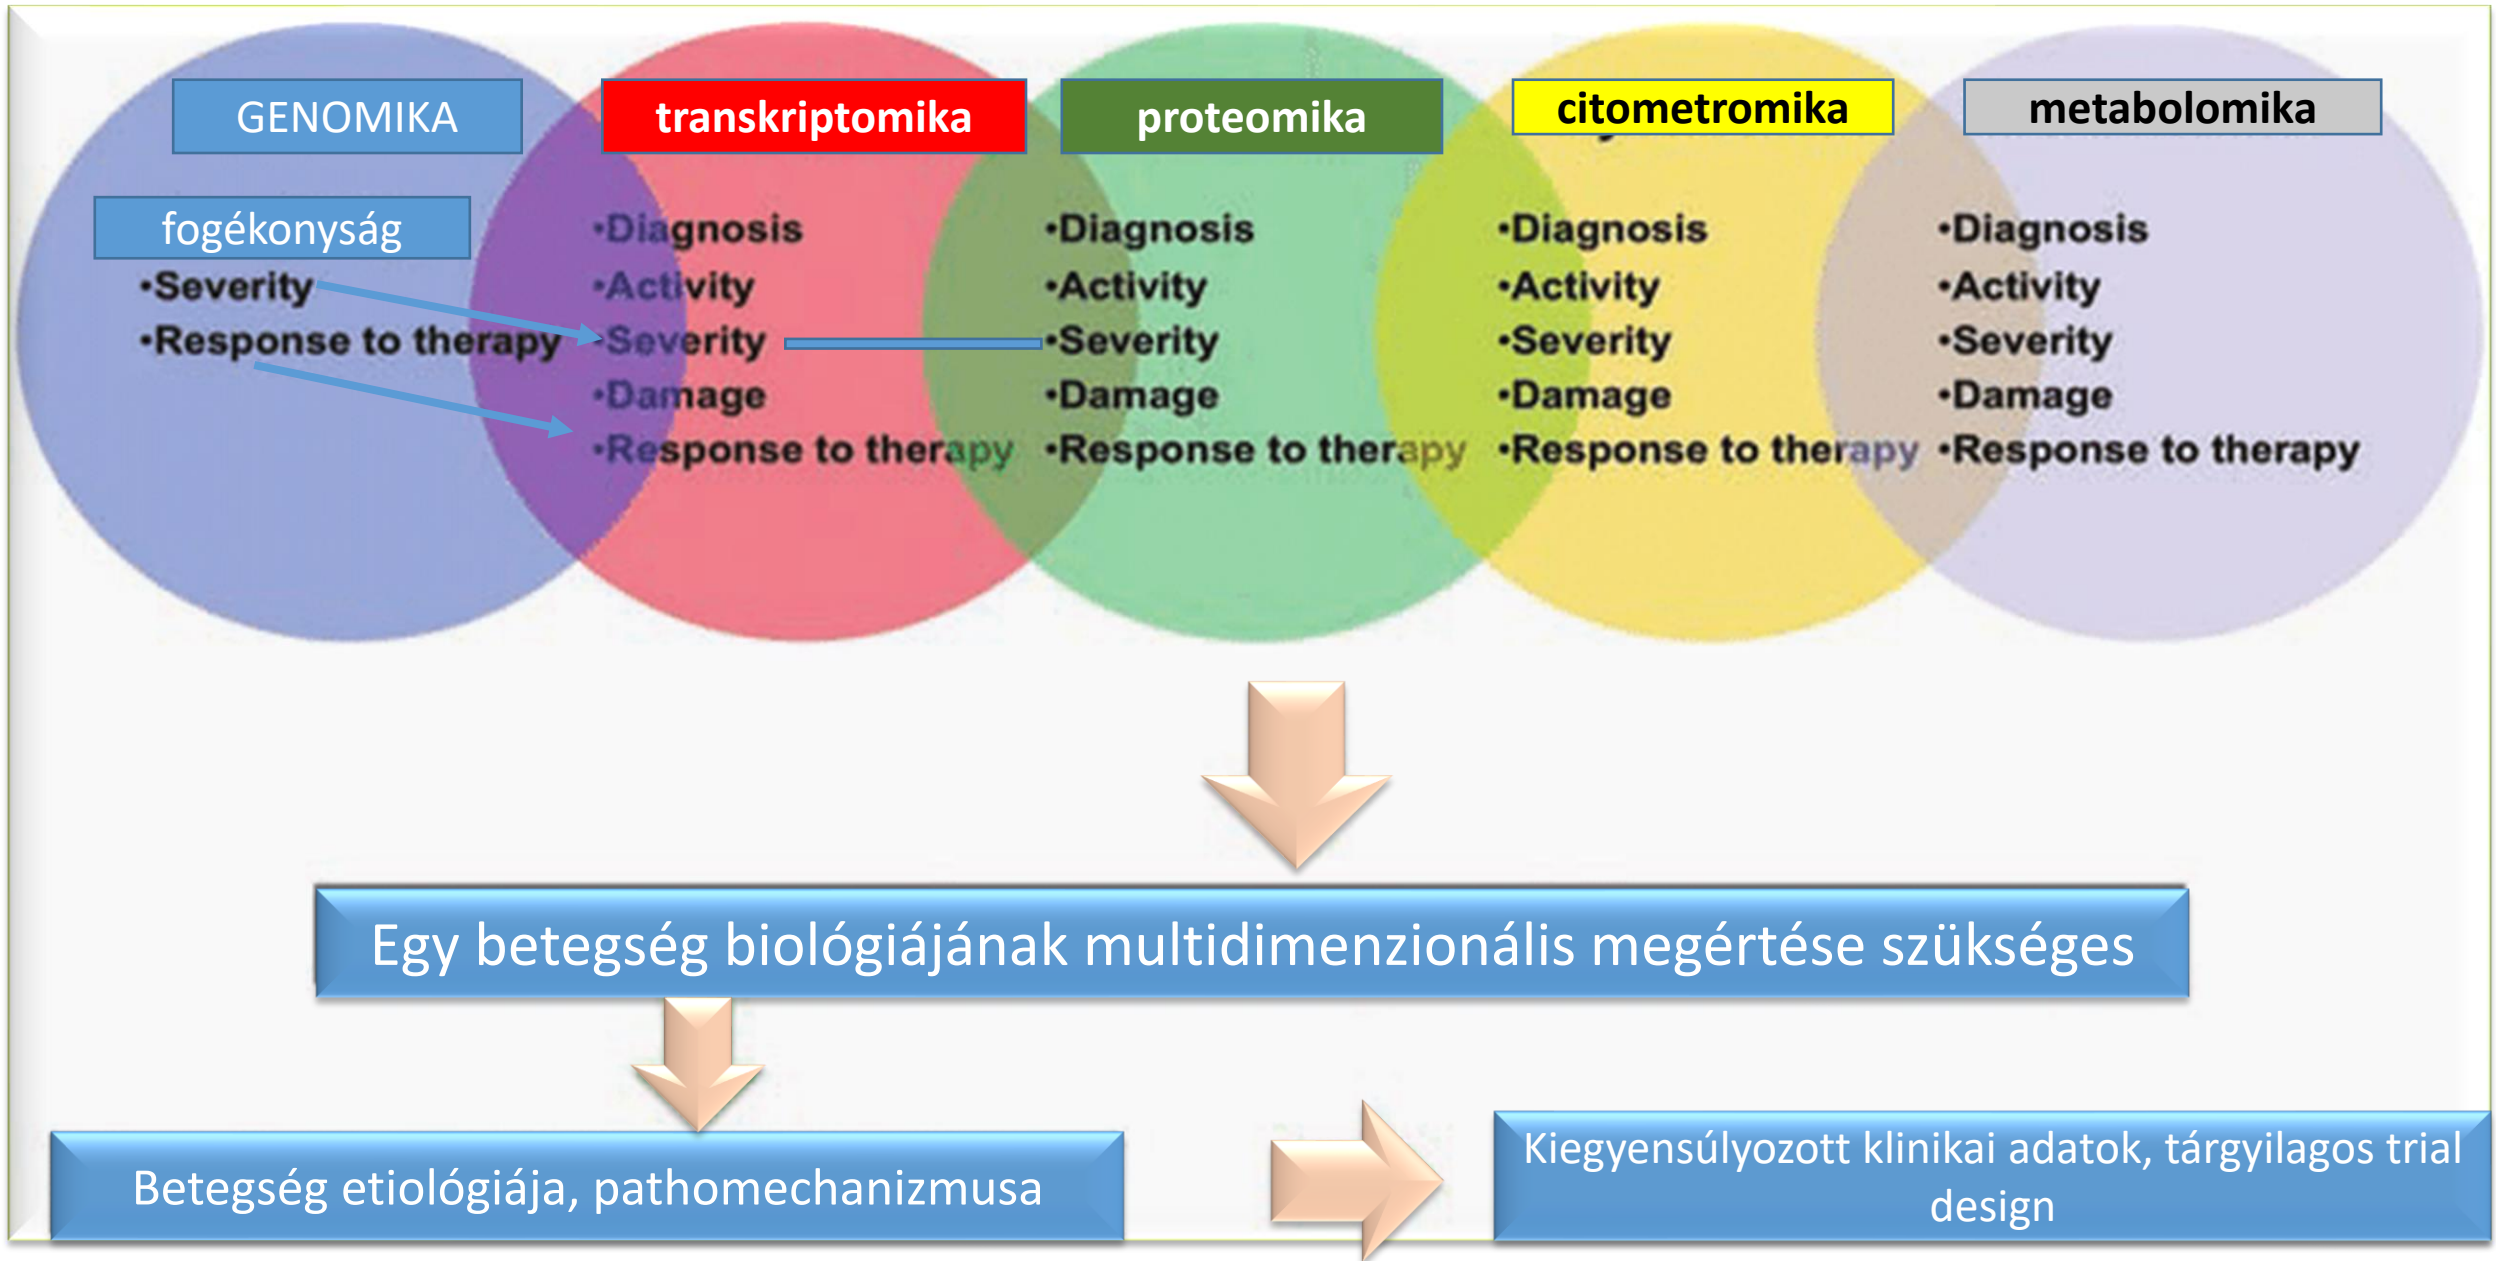 GENOMIKA
fogékonyság
•Severity
•Response to therapy
transkriptomika
•Diagnosis
•Activity
•Severity
•Damage
•Response to therapy
proteomika
•Diagnosis
•Activity
•Severity
•Damage
•Response to therapy
citometromika
•Diagnosis
•Activity
•Severity
•Damage
•Response to therapy
metabolomika
•Diagnosis
•Activity
•Severity
•Damage
•Response to therapy
Egy betegség biológiájának multidimenzionális megértése szükséges
Betegség etiológiája, pathomechanizmusa
Kiegyensúlyozott klinikai adatok, tárgyilagos trial
design